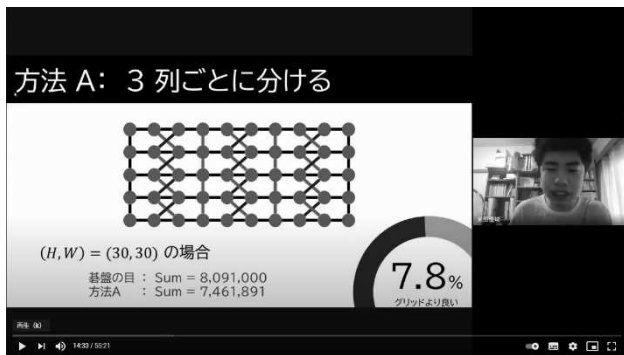 方法 A: 3 列ごとに分ける
(H,W) = (30,30) の場合
碁盤の目 : Sum = 8,091,000
方法A : Sum = 7,461,891
7.8%
グリッドより良い
再生 (k)
14:33 / 55:21